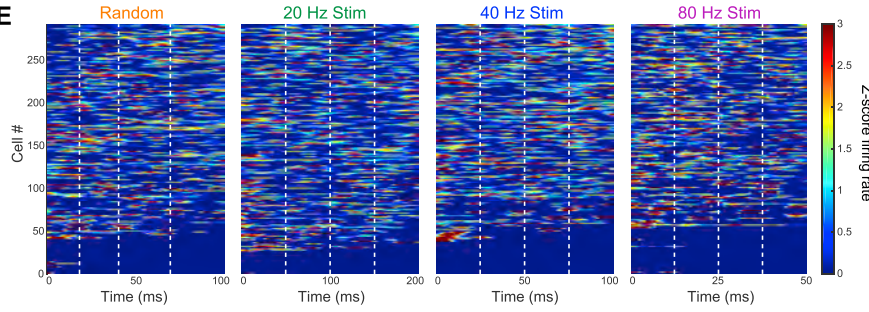 E
Random
20 Hz Stim
40 Hz Stim
80 Hz Stim
Cell #
250
200
150
100
50
0
0 50 100
0 100 200
0 50 100
0 25 50
Time (ms)
Time (ms)
Time (ms)
Time (ms)
3
2.5
2
1.5
1
0.5
0
Z-score firing rate